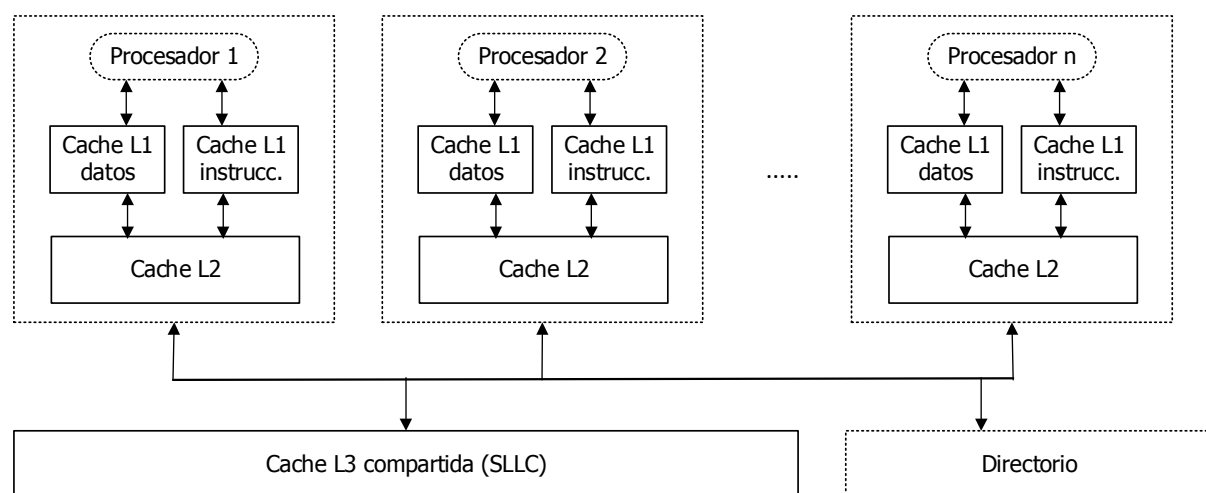 Procesador 1
Procesador 2
Procesador n
Cache L1
datos
Cache L1
instrucc.
Cache L1
datos
Cache L1
instrucc.
.....
Cache L1
datos
Cache L1
instrucc.
Cache L2
Cache L2
Cache L2
Cache L3 compartida (SLLC)
Directorio